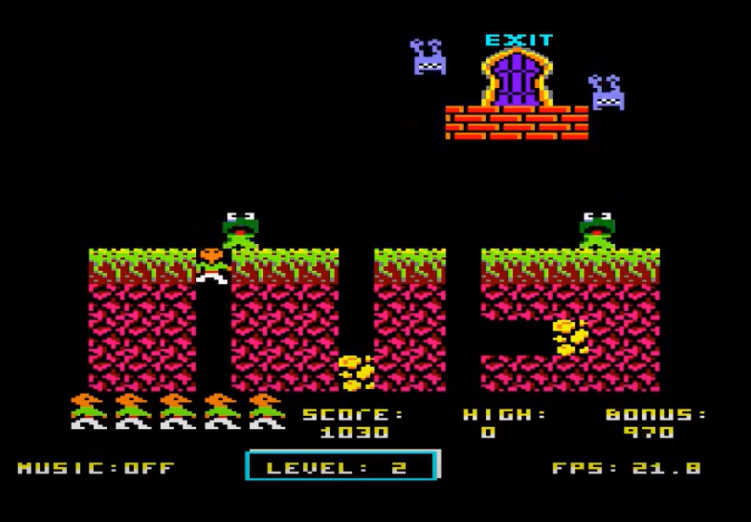 EXIT
SCORE: HIGH: BONUS:
1030 0 970
MUSIC:OFF LEVEL: 2 FPS: 21.8